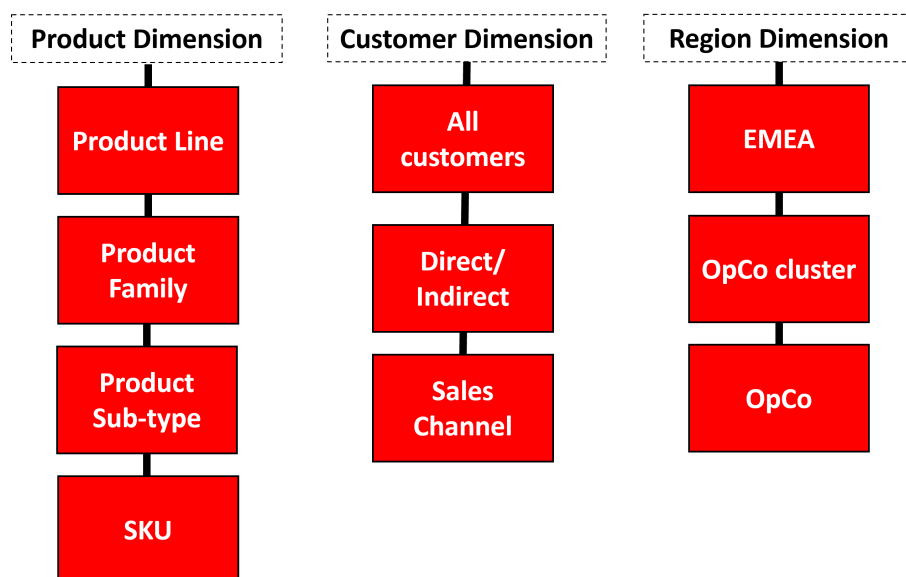 Product Dimension
Customer Dimension
Region Dimension
Product Line
All
customers
EMEA
Product
Family
Direct/
Indirect
OpCo cluster
Product
Sub-type
Sales
Channel
OpCo
SKU